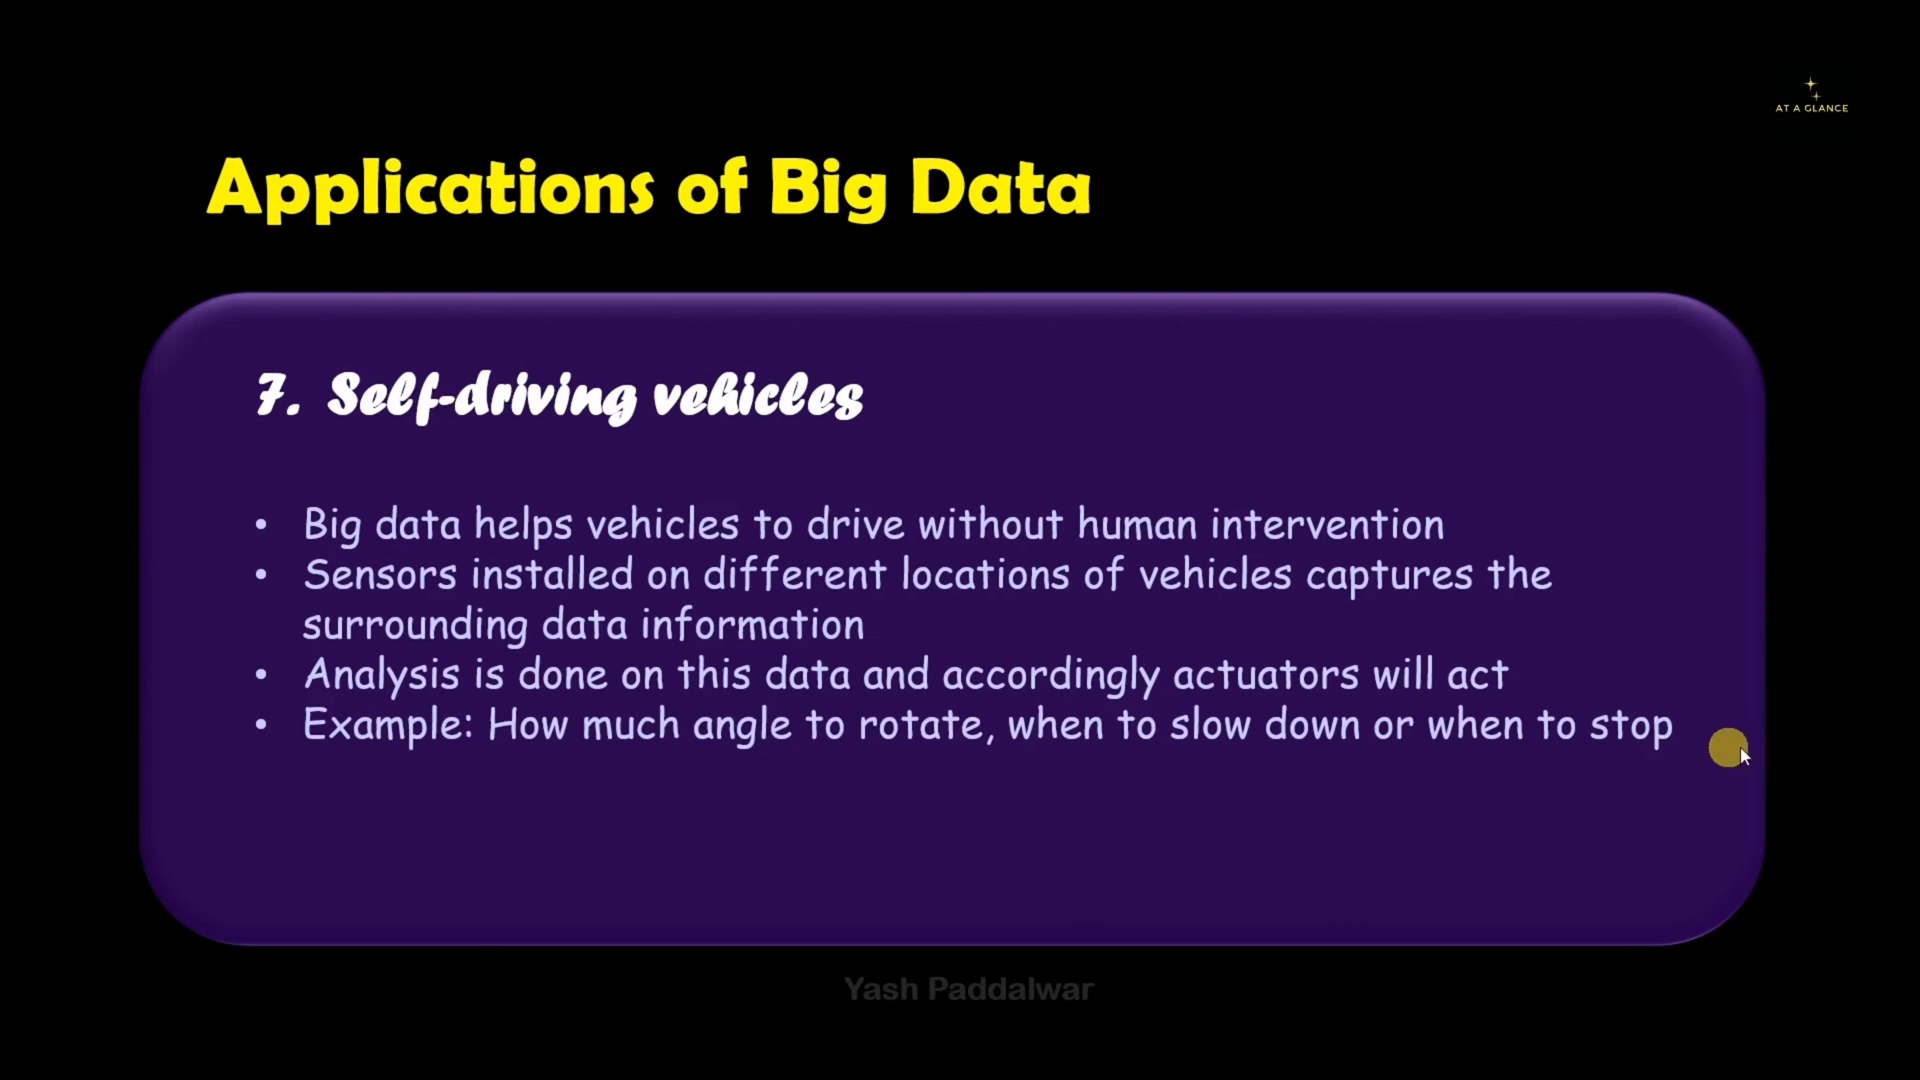 AT A GLANCE
Applications of Big Data
7. Self-driving vehicles
• Big data helps vehicles to drive without human intervention
• Sensors installed on different locations of vehicles captures the
surrounding data information
• Analysis is done on this data and accordingly actuators will act
• Example: How much angle to rotate, when to slow down or when to stop
Yash Paddalwar